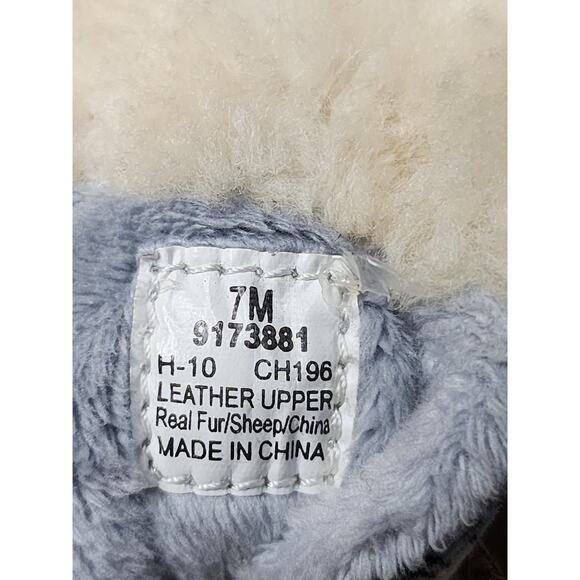 7M
9173881
H-10 CH196
LEATHER UPPER
Real Fur/Sheep/China
MADE IN CHINA